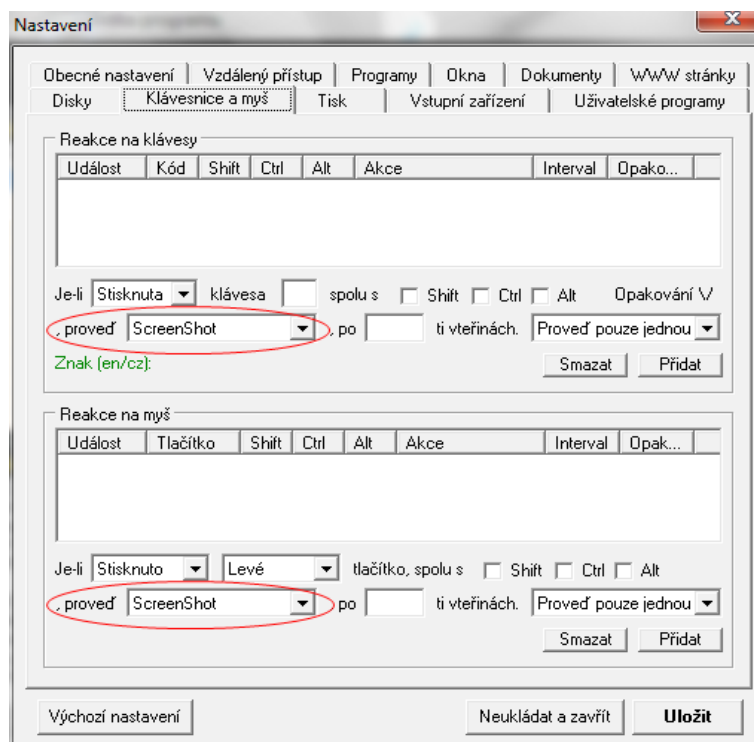 Nastavení
Obecné nastavení Vzdálený přístup Programy Okna Dokumenty WWW stránky
Disky Klávesnice a myš Tisk Vstupní zařízení Uživatelské programy
Reakce na klávesy
Událost Kód Shift Ctrl Alt Akce Interval Opako...
Je-li Stisknuta klávesa spolu s Shift Ctrl Alt Opakování \/
, proveď ScreenShot , po ti vteřinách. Proveď pouze jednou
Znak (en/cz): Smazat Přidat
Reakce na myš
Událost Tlačítko Shift Ctrl Alt Akce Interval Opak...
Je-li Stisknuto Levé tlačítko, spolu s Shift Ctrl Alt
, proveď ScreenShot po ti vteřinách. Proveď pouze jednou
Smazat Přidat
Výchozí nastavení Neukládat a zavřít Uložit